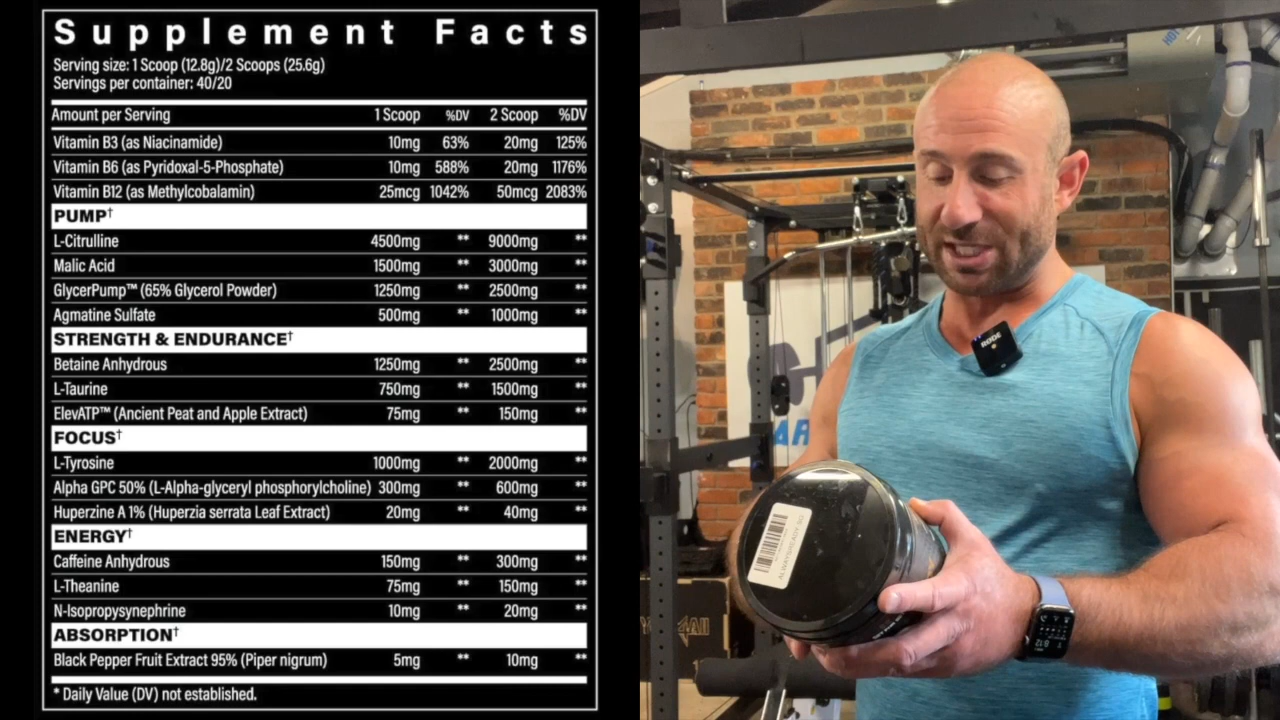 Supplement Facts
Serving size: 1 Scoop (12.8g)/2 Scoops (25.6g)
Servings per container: 40/20
Amount per Serving 1 Scoop %DV 2 Scoop %DV
Vitamin B3 (as Niacinamide) 10mg 63% 20mg 125%
Vitamin B6 (as Pyridoxal-5-Phosphate) 10mg 588% 20mg 1176%
Vitamin B12 (as Methylcobalamin) 25mcg 1042% 50mcg 2083%
PUMP†
L-Citrulline 4500mg ** 9000mg **
Malic Acid 1500mg ** 3000mg **
GlycerPump™ (65% Glycerol Powder) 1250mg ** 2500mg **
Agmatine Sulfate 500mg ** 1000mg **
STRENGTH & ENDURANCE†
Betaine Anhydrous 1250mg ** 2500mg **
L-Taurine 750mg ** 1500mg **
ElevATP™ (Ancient Peat and Apple Extract) 75mg ** 150mg **
FOCUS†
L-Tyrosine 1000mg ** 2000mg **
Alpha GPC 50% (L-Alpha-glyceryl phosphorylcholine) 300mg ** 600mg **
Huperzine A 1% (Huperzia serrata Leaf Extract) 20mg ** 40mg **
ENERGY†
Caffeine Anhydrous 150mg ** 300mg **
L-Theanine 75mg ** 150mg **
N-Isopropysynephrine 10mg ** 20mg **
ABSORPTION†
Black Pepper Fruit Extract 95% (Piper nigrum) 5mg ** 10mg **
* Daily Value (DV) not established.
RØDE
8:12